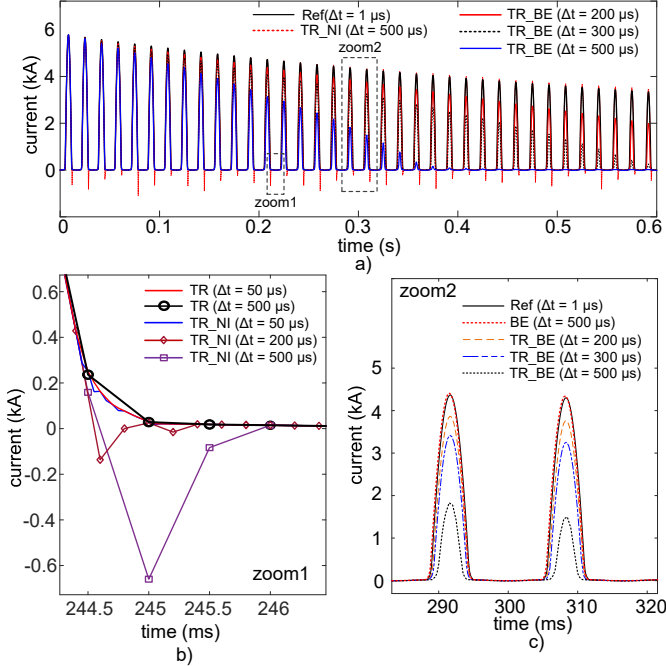 Ref(Δt = 1 μs)
TR_NI (Δt = 500 μs)
TR_BE (Δt = 200 μs)
TR_BE (Δt = 300 μs)
TR_BE (Δt = 500 μs)
zoom2
zoom1
current (kA)
6
4
2
0
0 0.1 0.2 0.3 0.4 0.5 0.6
time (s)
a)
TR (Δt = 50 μs)
TR (Δt = 500 μs)
TR_NI (Δt = 50 μs)
TR_NI (Δt = 200 μs)
TR_NI (Δt = 500 μs)
current (kA)
0.6
0.4
0.2
0
-0.2
-0.4
-0.6
zoom1
244.5 245 245.5 246
time (ms)
b)
zoom2
Ref (Δt = 1 μs)
BE (Δt = 500 μs)
TR_BE (Δt = 200 μs)
TR_BE (Δt = 300 μs)
TR_BE (Δt = 500 μs)
current (kA)
5
4
3
2
1
0
290 300 310 320
time (ms)
c)